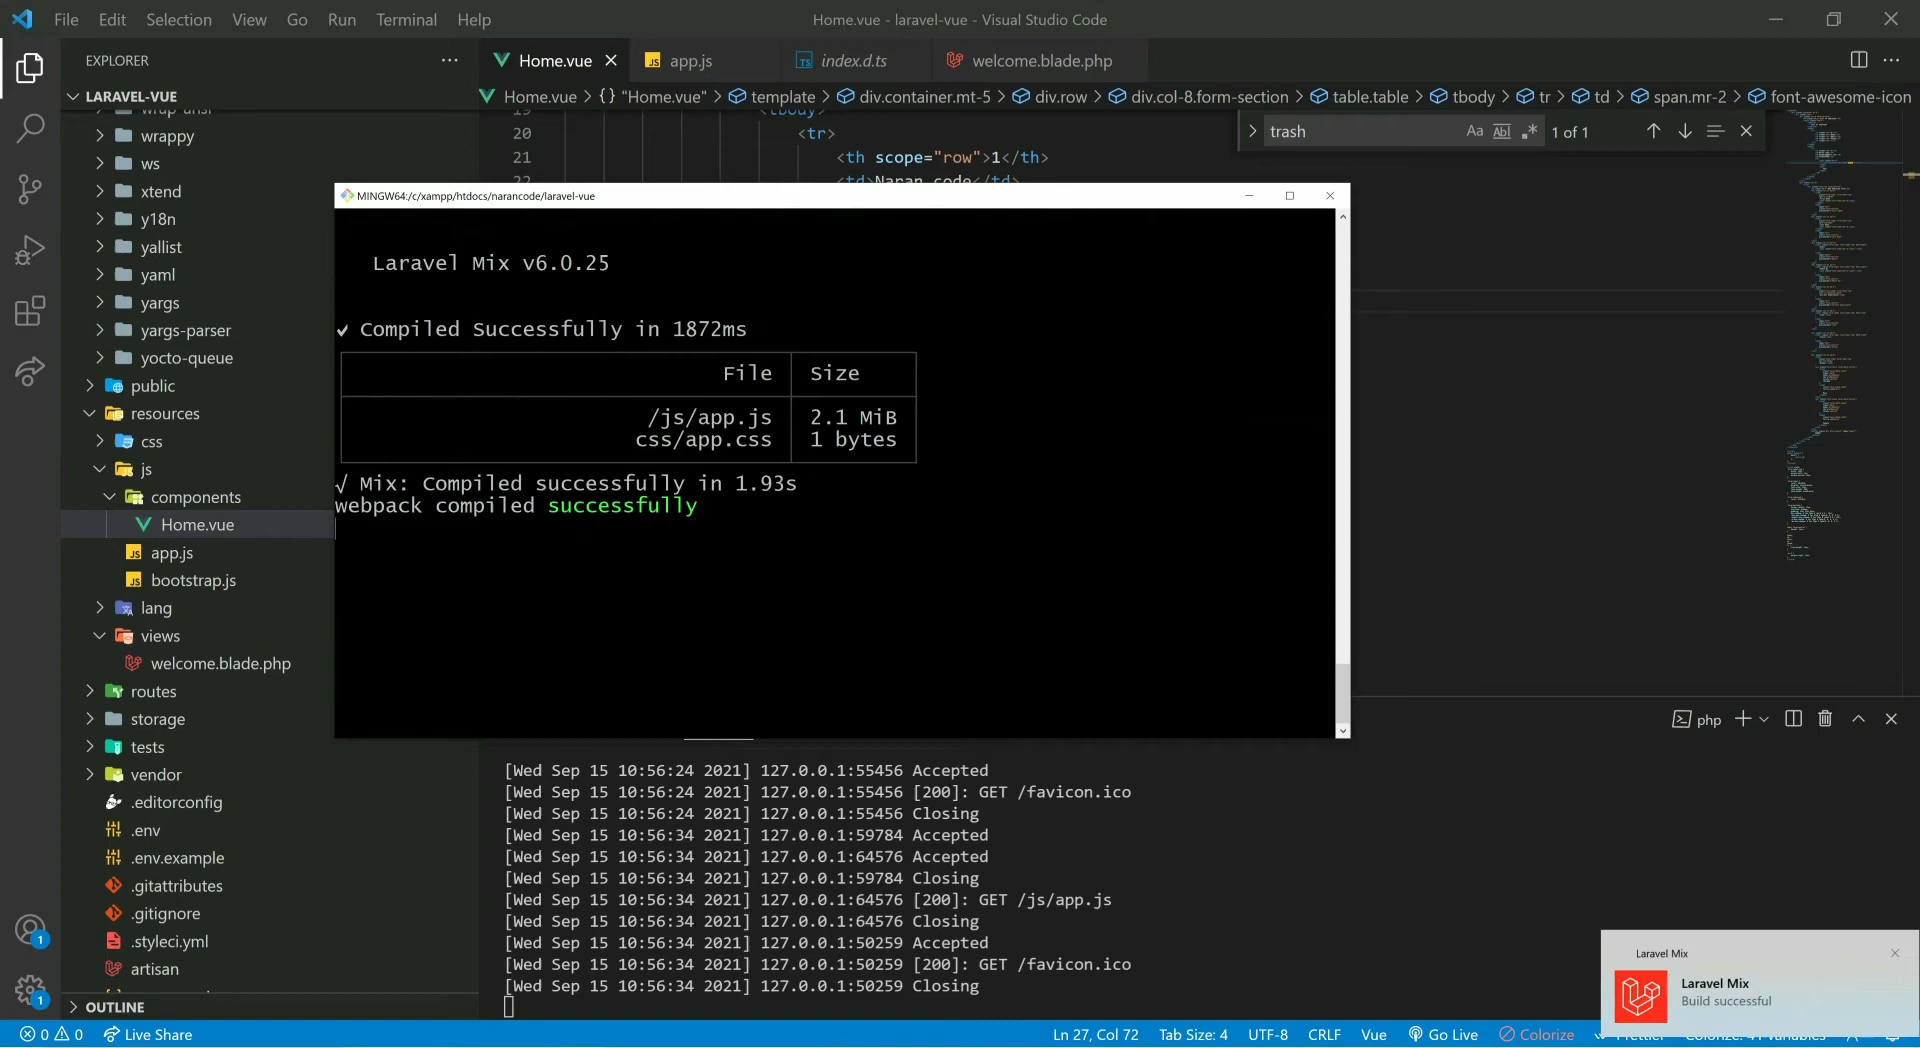 File Edit Selection View Go Run Terminal Help
Home.vue - laravel-vue - Visual Studio Code
EXPLORER
LARAVEL-VUE
wrappy
ws
xtend
y18n
yallist
yaml
yargs
yargs-parser
yocto-queue
public
resources
css
js
components
Home.vue
app.js
bootstrap.js
lang
views
welcome.blade.php
routes
storage
tests
vendor
.editorconfig
.env
.env.example
.gitattributes
.gitignore
.styleci.yml
artisan
OUTLINE
Home.vue
app.js
index.d.ts
welcome.blade.php
Home.vue > {} "Home.vue" > template > div.container.mt-5 > div.row > div.col-8.form-section > table.table > tbody > tr > td > span.mr-2 > font-awesome-icon
19 <tbody>
20 <tr>
21 <th scope="row">1</th>
22 <td>Naran code</td>
trash Aa Abl .* 1 of 1
MINGW64:/c/xampp/htdocs/narancode/laravel-vue
Laravel Mix v6.0.25
✔ Compiled Successfully in 1872ms
File Size
/js/app.js 2.1 MiB
css/app.css 1 bytes
√ Mix: Compiled successfully in 1.93s
webpack compiled successfully
php
[Wed Sep 15 10:56:24 2021] 127.0.0.1:55456 Accepted
[Wed Sep 15 10:56:24 2021] 127.0.0.1:55456 [200]: GET /favicon.ico
[Wed Sep 15 10:56:24 2021] 127.0.0.1:55456 Closing
[Wed Sep 15 10:56:34 2021] 127.0.0.1:59784 Accepted
[Wed Sep 15 10:56:34 2021] 127.0.0.1:64576 Accepted
[Wed Sep 15 10:56:34 2021] 127.0.0.1:59784 Closing
[Wed Sep 15 10:56:34 2021] 127.0.0.1:64576 [200]: GET /js/app.js
[Wed Sep 15 10:56:34 2021] 127.0.0.1:64576 Closing
[Wed Sep 15 10:56:34 2021] 127.0.0.1:50259 Accepted
[Wed Sep 15 10:56:34 2021] 127.0.0.1:50259 [200]: GET /favicon.ico
[Wed Sep 15 10:56:34 2021] 127.0.0.1:50259 Closing
Laravel Mix
Laravel Mix
Build successful
1
1
0 0 Live Share
Ln 27, Col 72 Tab Size: 4 UTF-8 CRLF Vue Go Live Colorize